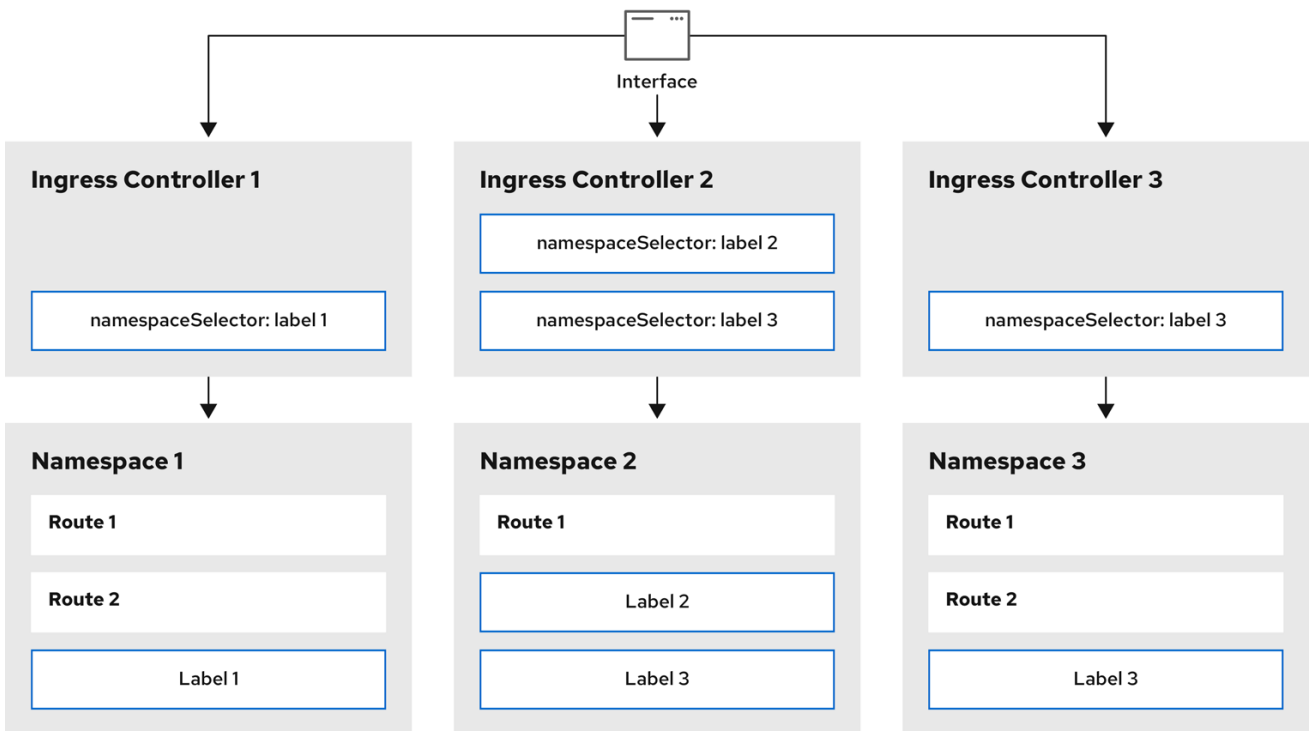 Interface
Ingress Controller 1
namespaceSelector: label 1
Ingress Controller 2
namespaceSelector: label 2
namespaceSelector: label 3
Ingress Controller 3
namespaceSelector: label 3
Namespace 1
Route 1
Route 2
Label 1
Namespace 2
Route 1
Label 2
Label 3
Namespace 3
Route 1
Route 2
Label 3